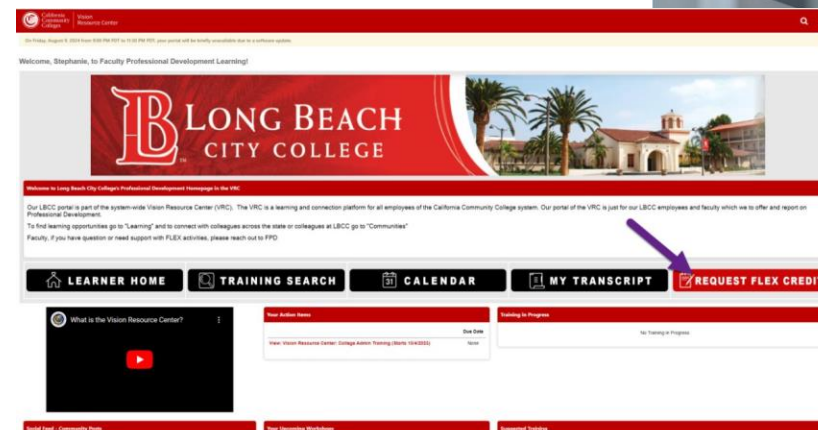 California
Community
Colleges
Vision
Resource Center
On Friday, August 9, 2024 from 9:00 PM PDT to 11:30 PM PDT, your portal will be briefly unavailable due to a software update.
Welcome, Stephanie, to Faculty Professional Development Learning!
LB LONG BEACH
CITY COLLEGE
Welcome to Long Beach City College's Professional Development Homepage in the VRC
Our LBCC portal is part of the system-wide Vision Resource Center (VRC). The VRC is a learning and connection platform for all employees of the California Community College system. Our portal of the VRC is just for our LBCC employees and faculty which we to offer and report on
Professional Development.
To find learning opportunities go to "Learning" and to connect with colleagues across the state or colleagues at LBCC go to "Communities"
Faculty, if you have question or need support with FLEX activities, please reach out to FPD
LEARNER HOME
TRAINING SEARCH
31 CALENDAR
MY TRANSCRIPT
REQUEST FLEX CREDI
What is the Vision Resource Center?
Your Action Items
Due Date
View: Vision Resource Center: College Admin Training (Starts 10/4/2023)
None
Training In Progress
No Training in Progress
Social Feed - Community Posts
Your Upcoming Workshops
Suggested Training